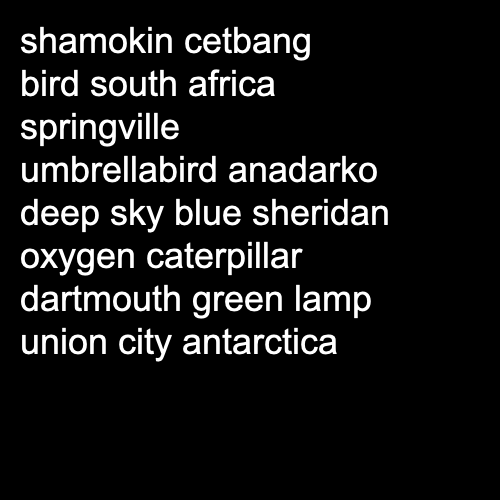 shamokin cetbang
bird south africa
springville
umbrellabird anadarko
deep sky blue sheridan
oxygen caterpillar
dartmouth green lamp
union city antarctica